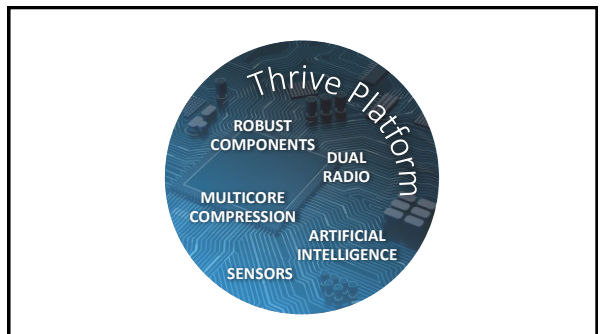 Thrive Platform
ROBUST
COMPONENTS
DUAL
RADIO
MULTICORE
COMPRESSION
ARTIFICIAL
INTELLIGENCE
SENSORS